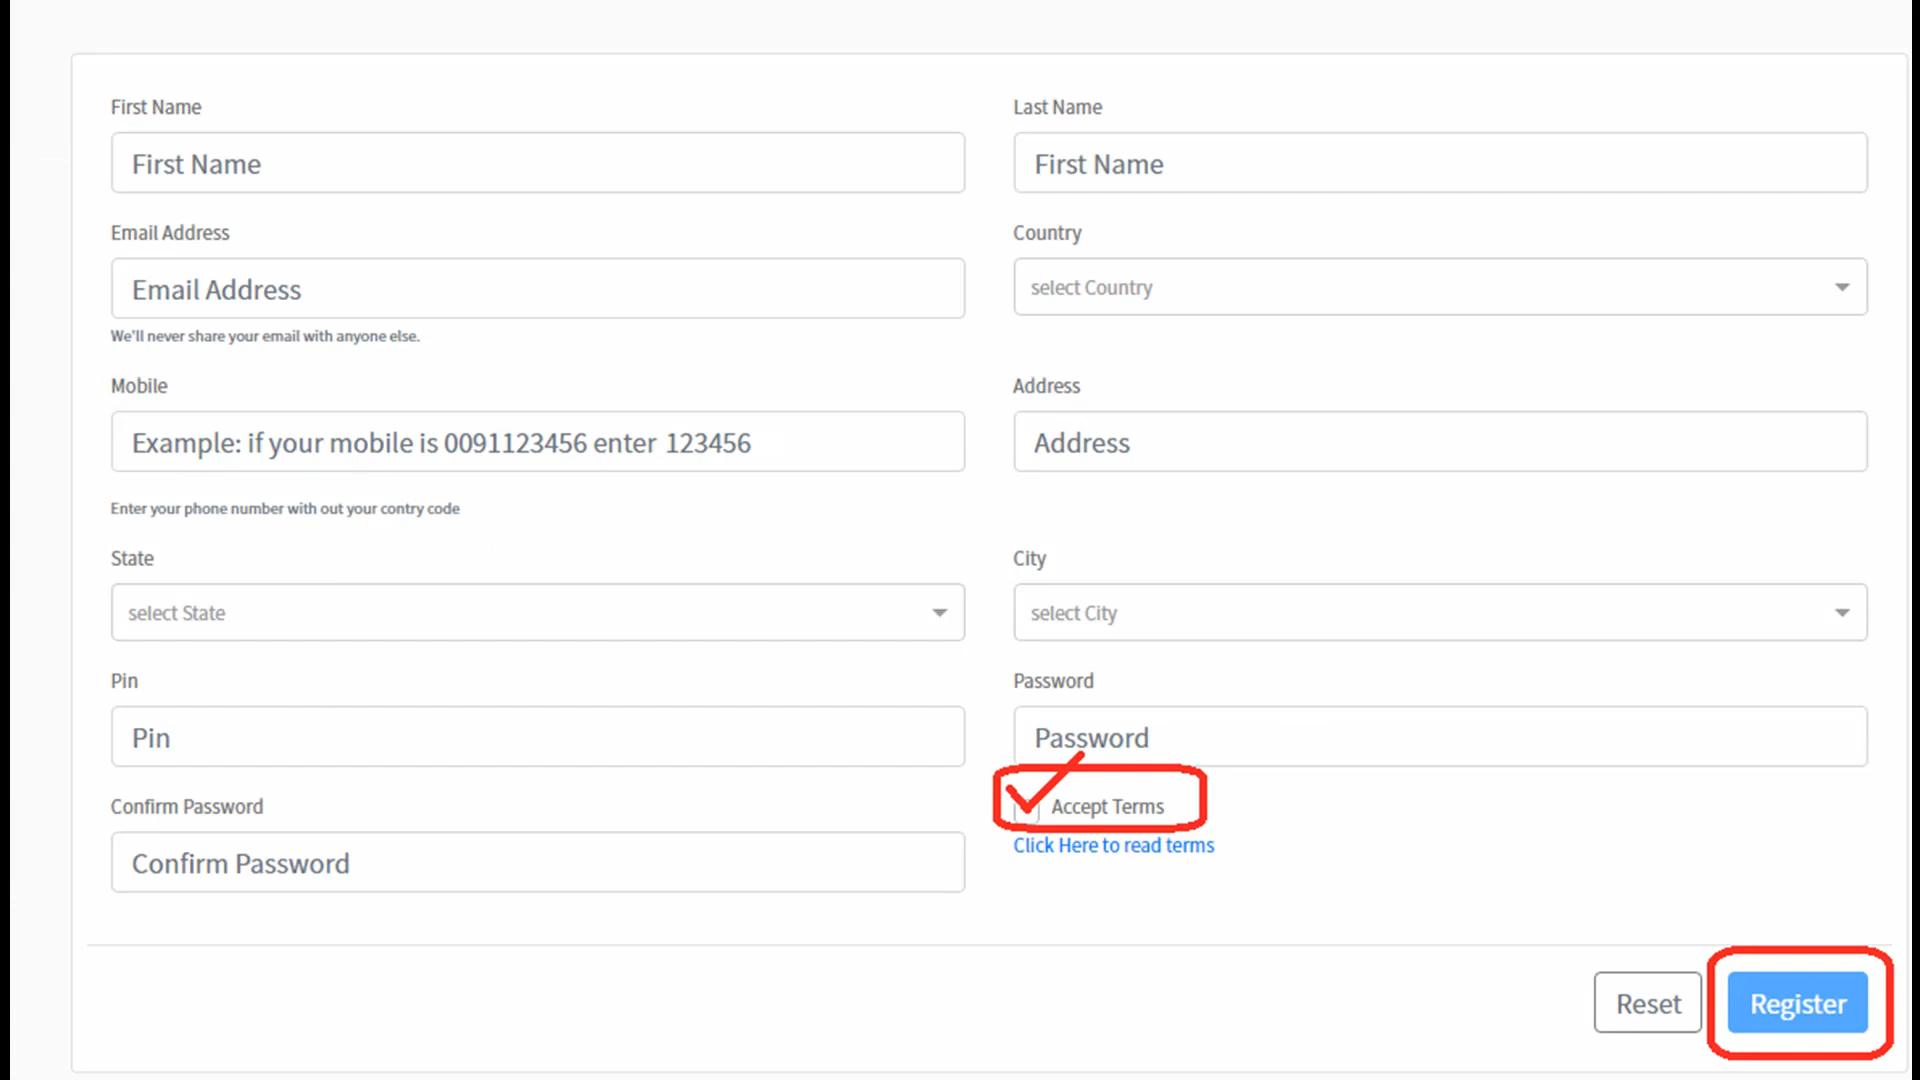 First Name
Last Name
First Name
First Name
Email Address
Country
Email Address
select Country
We'll never share your email with anyone else.
Mobile
Address
Example: if your mobile is 0091123456 enter 123456
Address
Enter your phone number with out your contry code
State
City
select State
select City
Pin
Password
Pin
Password
Confirm Password
Accept Terms
Confirm Password
Click Here to read terms
Reset
Register